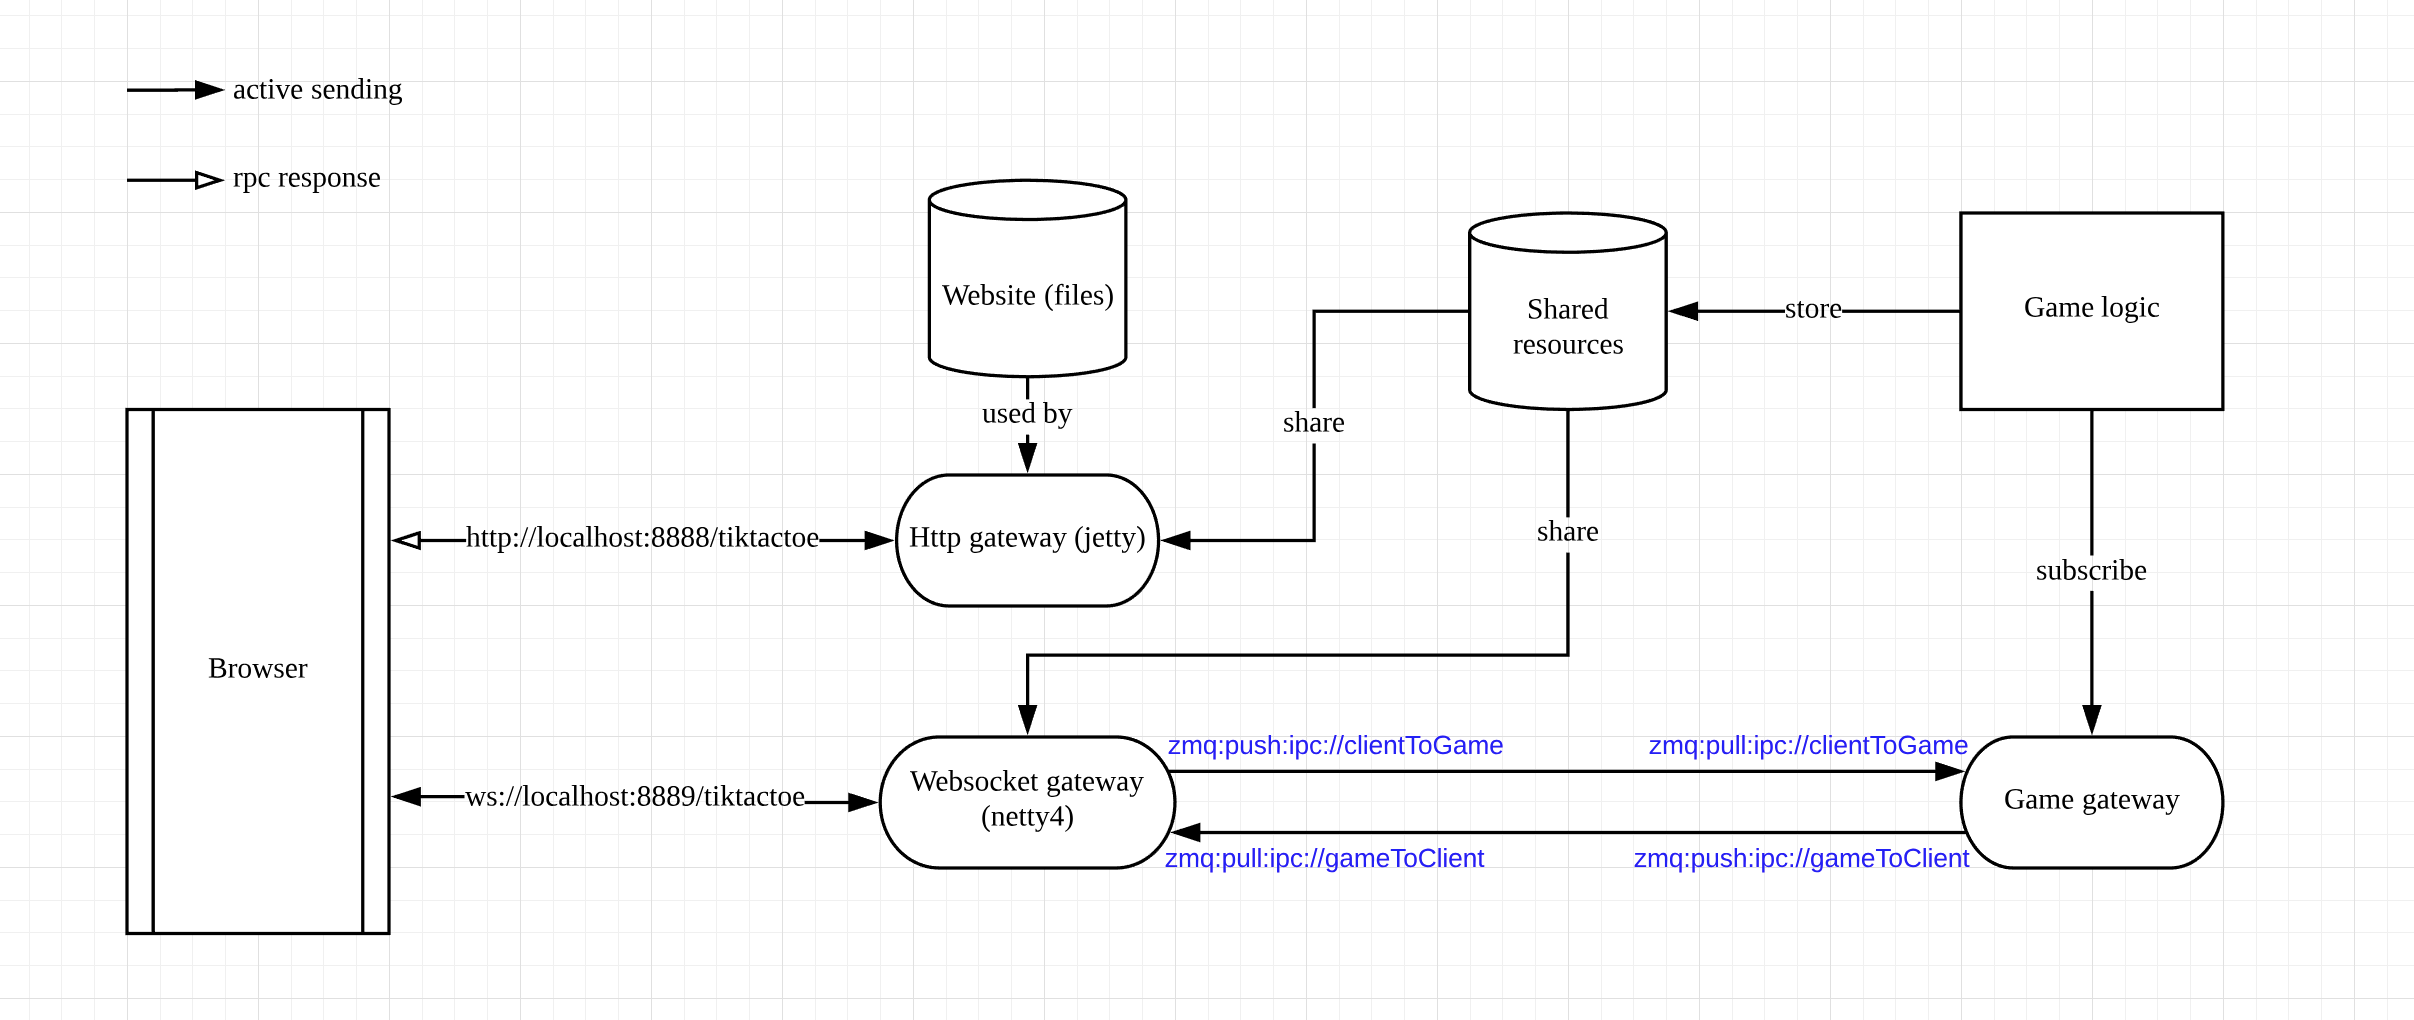 active sending
rpc response
Website (files)
Shared
resources
store
Game logic
used by
share
http://localhost:8888/tiktactoe
Http gateway (jetty)
share
subscribe
Browser
zmq:push:ipc://clientToGame
zmq:pull:ipc://clientToGame
ws://localhost:8889/tiktactoe
Websocket gateway
(netty4)
Game gateway
zmq:pull:ipc://gameToClient
zmq:push:ipc://gameToClient